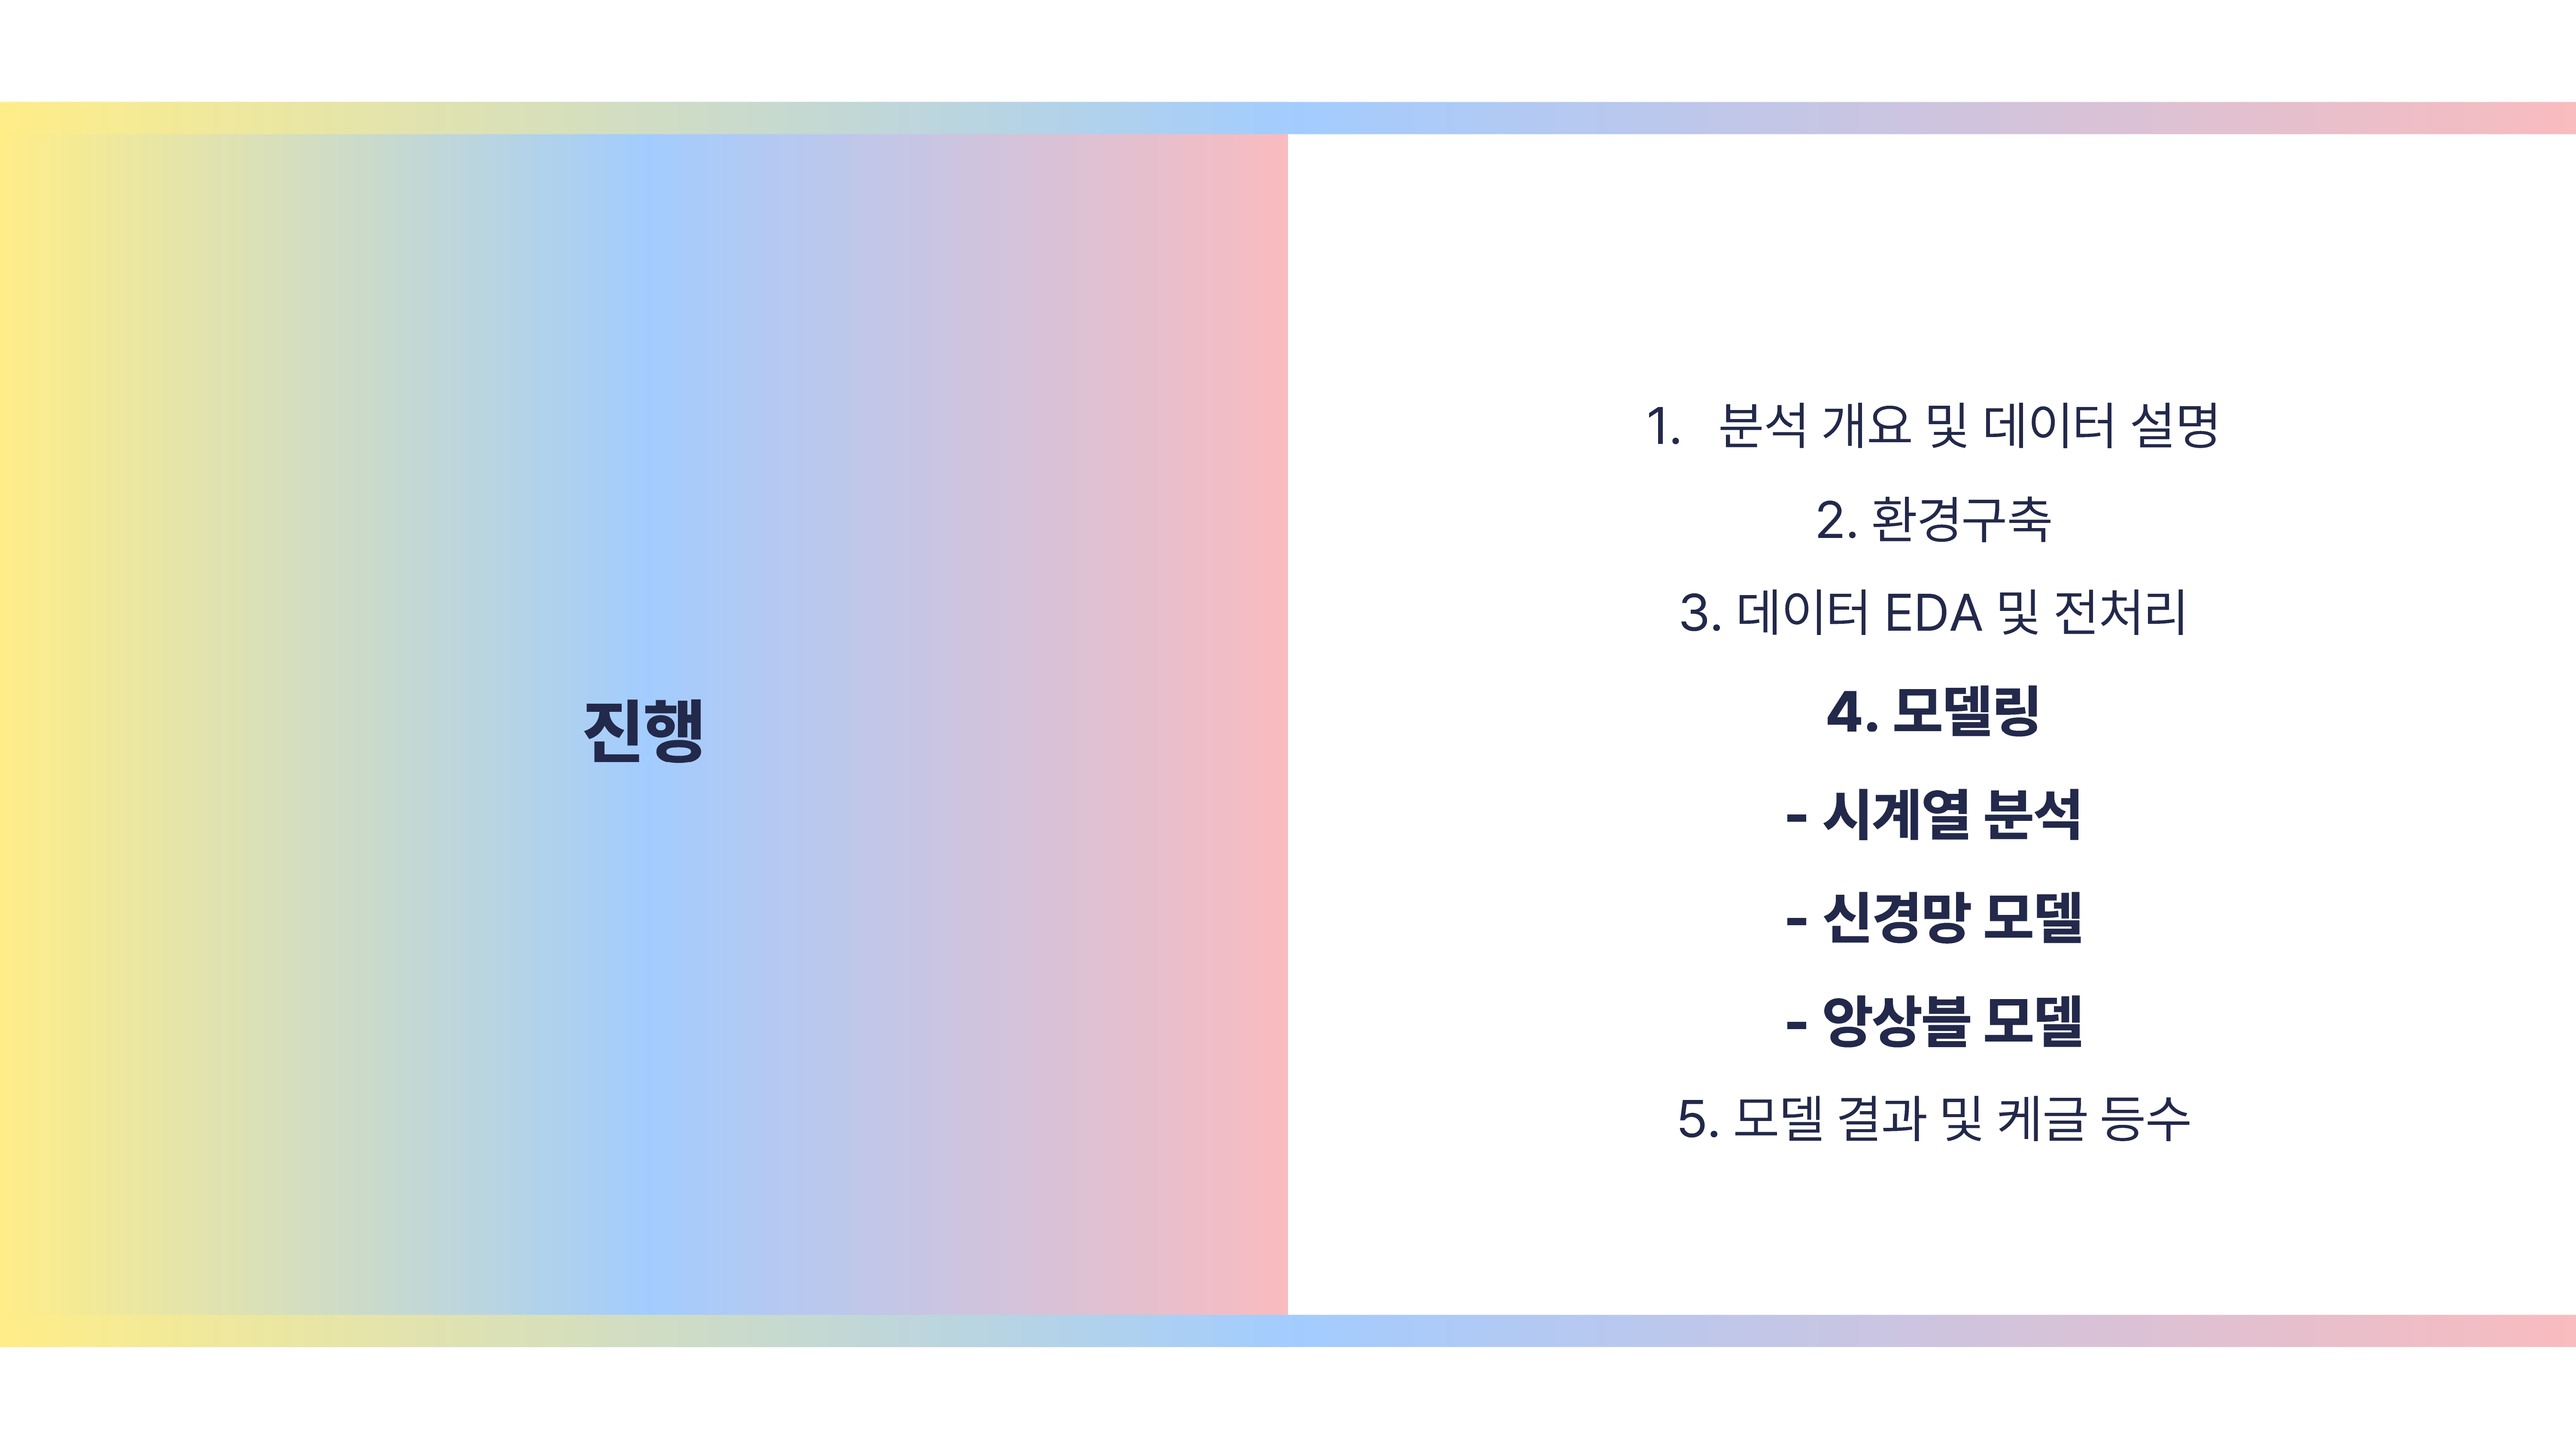 진행
1. 분석 개요 및 데이터 설명
2. 환경구축
3. 데이터 EDA 및 전처리
4. 모델링
- 시계열 분석
- 신경망 모델
- 앙상블 모델
5. 모델 결과 및 케글 등수